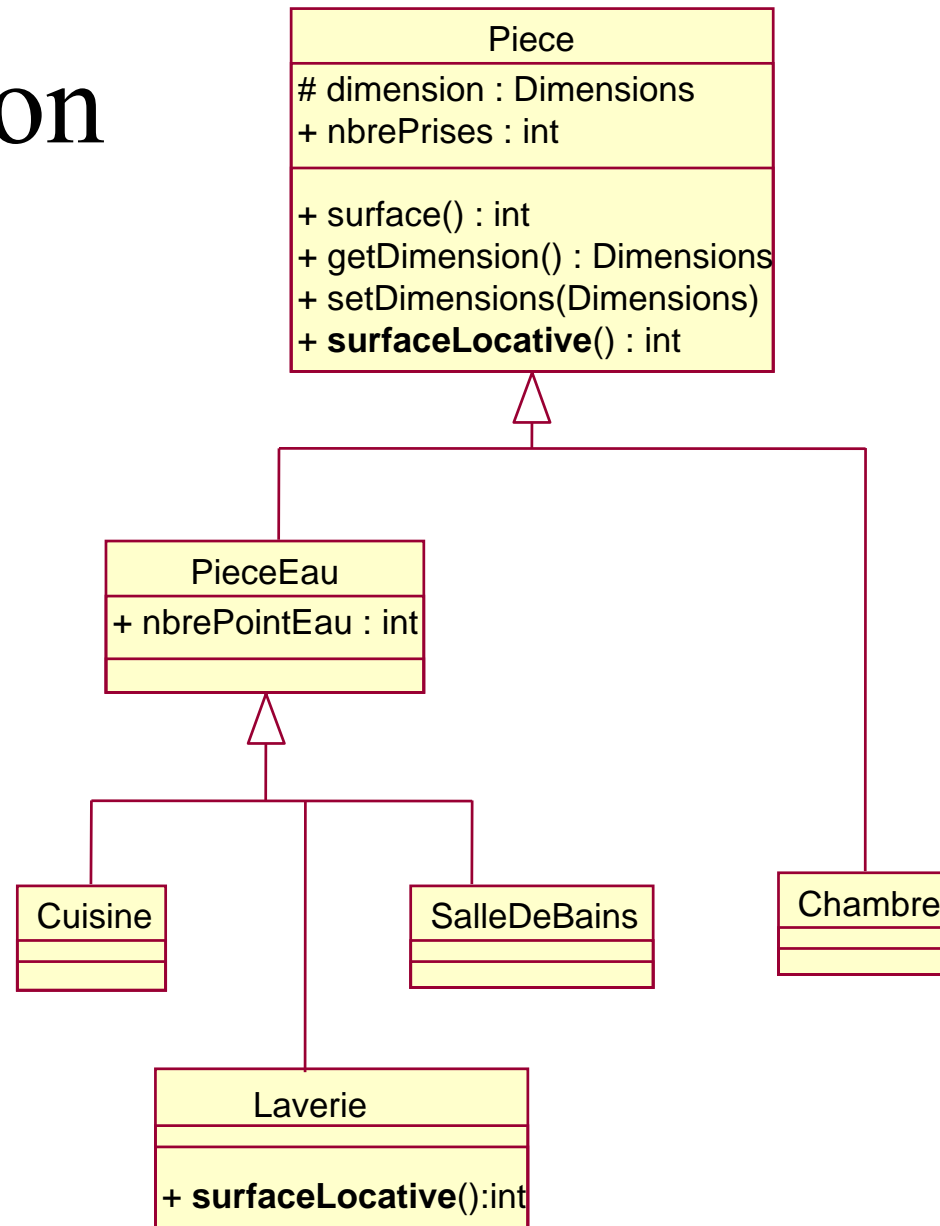 on
Piece
# dimension : Dimensions
+ nbrePrises : int
+ surface() : int
+ getDimension() : Dimensions
+ setDimensions(Dimensions)
+ surfaceLocative() : int
PieceEau
+ nbrePointEau : int
Cuisine
SalleDeBains
Chambre
Laverie
+ surfaceLocative():int